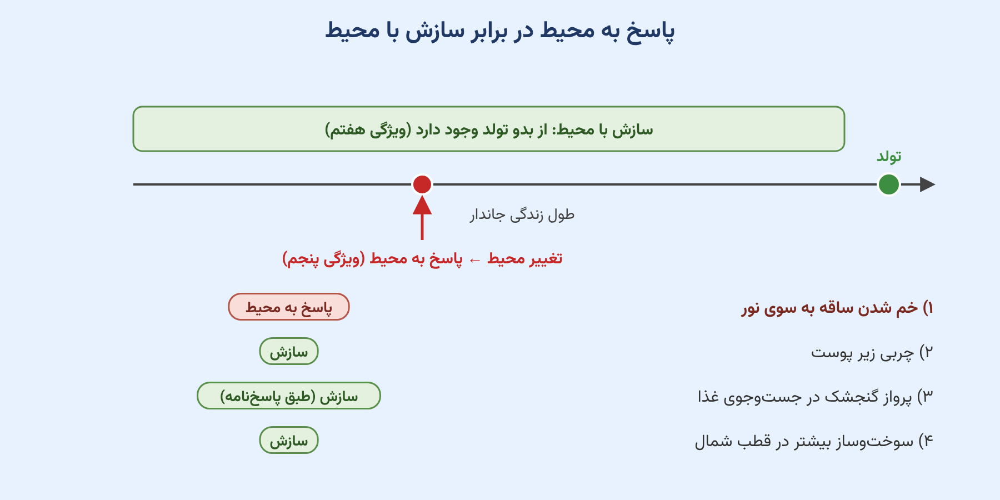 پاسخ به محیط در برابر سازش با محیط
سازش با محیط: از بدو تولد وجود دارد (ویژگی هفتم)
تولد
طول زندگی جاندار
تغییر محیط ← پاسخ به محیط (ویژگی پنجم)
۱) خم شدن ساقه به سوی نور
پاسخ به محیط
۲) چربی زیر پوست
سازش
۳) پرواز گنجشک در جست‌وجوی غذا
سازش (طبق پاسخ‌نامه)
۴) سوخت‌وساز بیشتر در قطب شمال
سازش